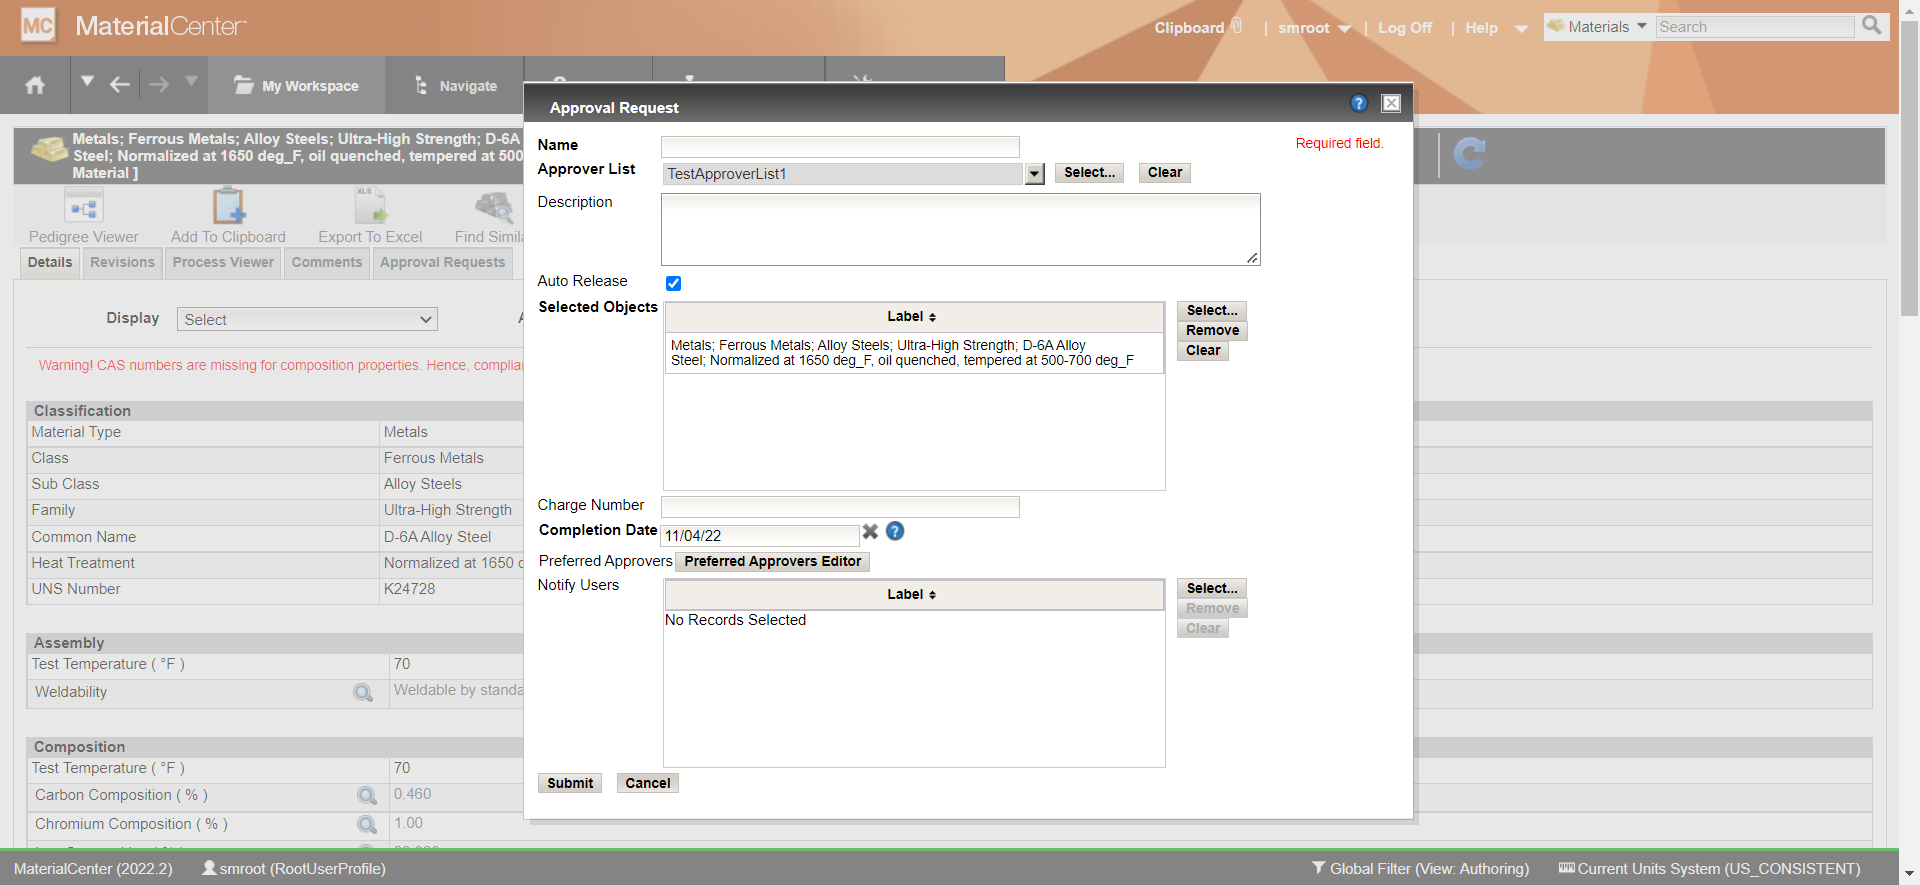 MC MaterialCenter
Clipboard | smroot | Log Off | Help Materials Search
My Workspace Navigate
Metals; Ferrous Metals; Alloy Steels; Ultra-High Strength; D-6A
Steel; Normalized at 1650 deg_F, oil quenched, tempered at 500
Material ]
XLS
Pedigree Viewer Add To Clipboard Export To Excel Find Simil
Details Revisions Process Viewer Comments Approval Requests
Display Select
Warning! CAS numbers are missing for composition properties. Hence, complia
Classification
Material Type Metals
Class Ferrous Metals
Sub Class Alloy Steels
Family Ultra-High Strength
Common Name D-6A Alloy Steel
Heat Treatment Normalized at 1650
UNS Number K24728
Assembly
Test Temperature ( °F ) 70
Weldability Weldable by standa
Composition
Test Temperature ( °F ) 70
Carbon Composition ( % ) 0.460
Chromium Composition ( % ) 1.00
Approval Request ?
Name Required field.
Approver List TestApproverList1 Select... Clear
Description
Auto Release
Selected Objects Label Select...
Remove
Clear
Metals; Ferrous Metals; Alloy Steels; Ultra-High Strength; D-6A Alloy
Steel; Normalized at 1650 deg_F, oil quenched, tempered at 500-700 deg_F
Charge Number
Completion Date 11/04/22 ?
Preferred Approvers Preferred Approvers Editor
Notify Users Label Select...
Remove
Clear
No Records Selected
Submit Cancel
MaterialCenter (2022.2) smroot (RootUserProfile) Global Filter (View: Authoring) Current Units System (US_CONSISTENT)